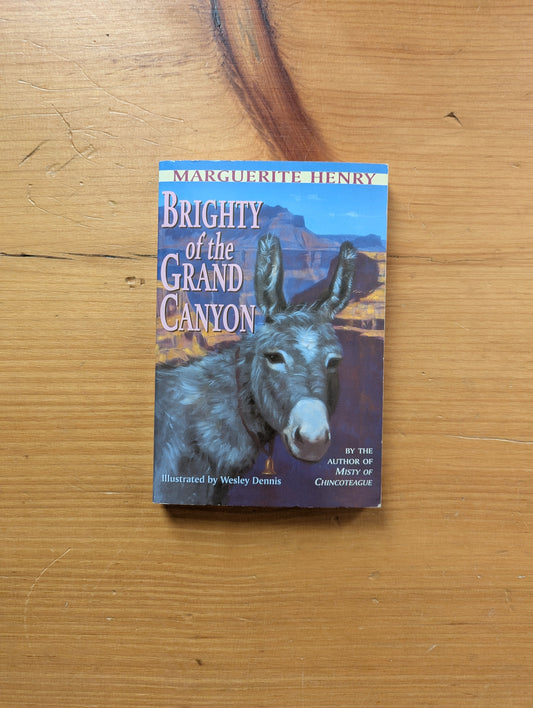 MARGUERITE HENRY
BRIGHTY
of the
GRAND
CANYON
BY THE
AUTHOR OF
MISTY OF
CHINCOTEAGUE
Illustrated by Wesley Dennis